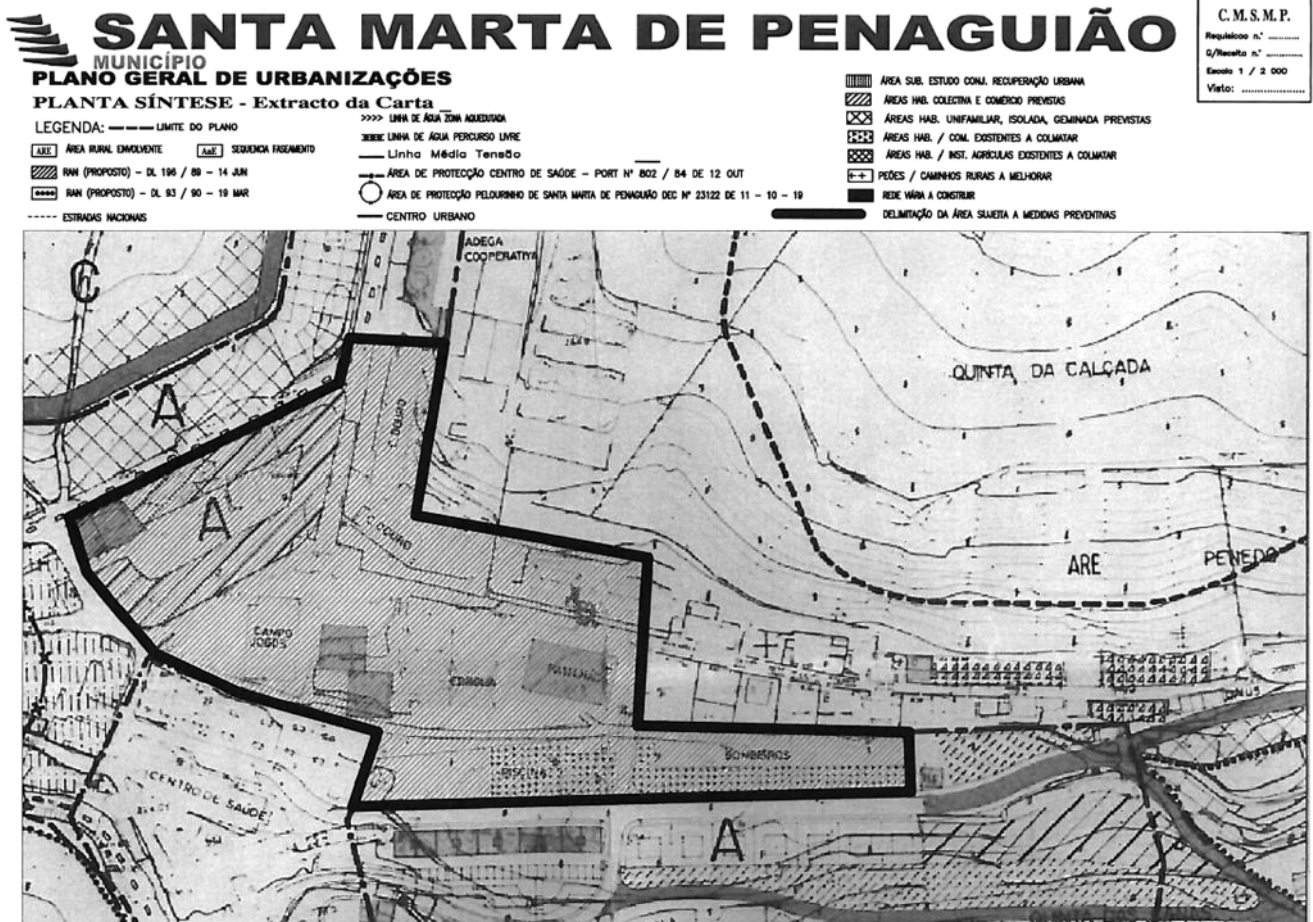 SANTA MARTA DE PENAGUIÃO
MUNICÍPIO
PLANO GERAL DE URBANIZAÇÕES
PLANTA SÍNTESE - Extracto da Carta
C. M. S. M. P.
Requisicao n.º ............
G/Receita n.º ............
Escala 1 / 2 000
Visto: ....................
LEGENDA:
LIMITE DO PLANO
ARE
ÁREA RURAL ENVOLVENTE
AaE
SEQUENCIA FASEAMENTO
RAN (PROPOSTO) - DL 196 / 89 - 14 JUN
RAN (PROPOSTO) - DL 93 / 90 - 19 MAR
ESTRADAS NACIONAIS
>>>> LINHA DE ÁGUA ZONA AQUEDUTADA
LINHA DE ÁGUA PERCURSO LIVRE
Linha Média Tensão
ÁREA DE PROTECÇÃO CENTRO DE SAÚDE - PORT Nº 802 / 84 DE 12 OUT
ÁREA DE PROTECÇÃO PELOURINHO DE SANTA MARTA DE PENAGUIÃO DEC Nº 23122 DE 11 - 10 - 19
CENTRO URBANO
ÁREA SUB. ESTUDO CONJ. RECUPERAÇÃO URBANA
ÁREAS HAB. COLECTIVA E COMÉRCIO PREVISTAS
ÁREAS HAB. UNIFAMILIAR, ISOLADA, GEMINADA PREVISTAS
ÁREAS HAB. / COM. EXISTENTES A COLMATAR
ÁREAS HAB. / INST. AGRÍCULAS EXISTENTES A COLMATAR
PEÕES / CAMINHOS RURAIS A MELHORAR
REDE VIÁRIA A CONSTRUIR
DELIMITAÇÃO DA ÁREA SUJEITA A MEDIDAS PREVENTIVAS
ADEGA
COOPERATIVA
C
A
QUINTA DA CALÇADA
C. DOURO
A
C. DOURO
ARE
PENEDO
CAMPO
JOGOS
PAVILHÃO
BOMBEIROS
PISCINAS
CENTRO DE SAÚDE
A